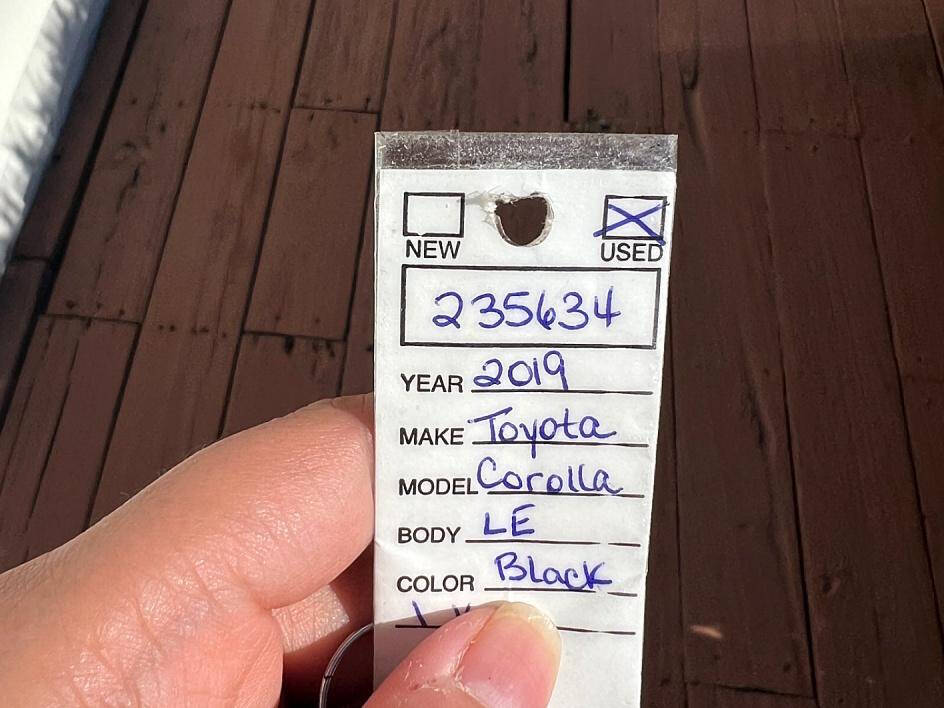 NEW USED
235634
YEAR 2019
MAKE Toyota
MODEL Corolla
BODY LE
COLOR Black